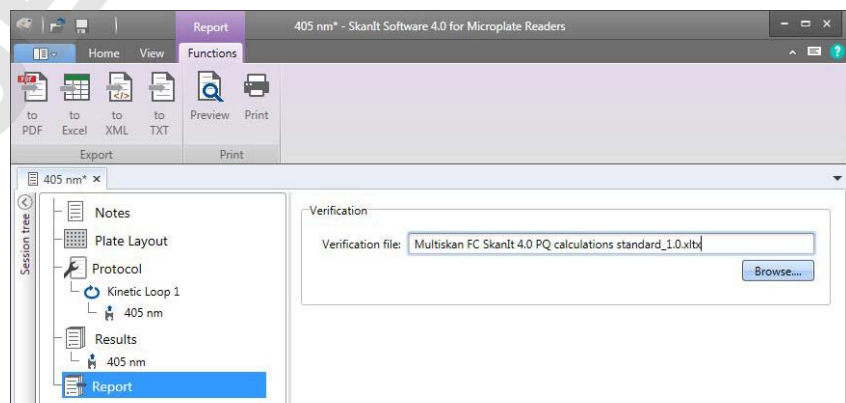 Report
405 nm* - SkanIt Software 4.0 for Microplate Readers
Home View Functions
to PDF
to Excel
to XML
to TXT
Preview
Print
Export
Print
405 nm*
Session tree
Notes
Plate Layout
Protocol
Kinetic Loop 1
405 nm
Results
405 nm
Report
Verification
Verification file: Multiskan FC SkanIt 4.0 PQ calculations standard_1.0.xltx
Browse....